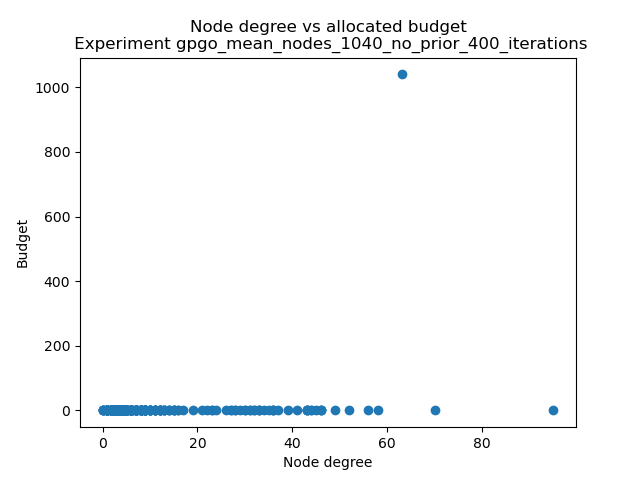 Node degree vs allocated budget
Experiment gpgo_mean_nodes_1040_no_prior_400_iterations
1000
800
600
400
200
0
Budget
0 20 40 60 80
Node degree